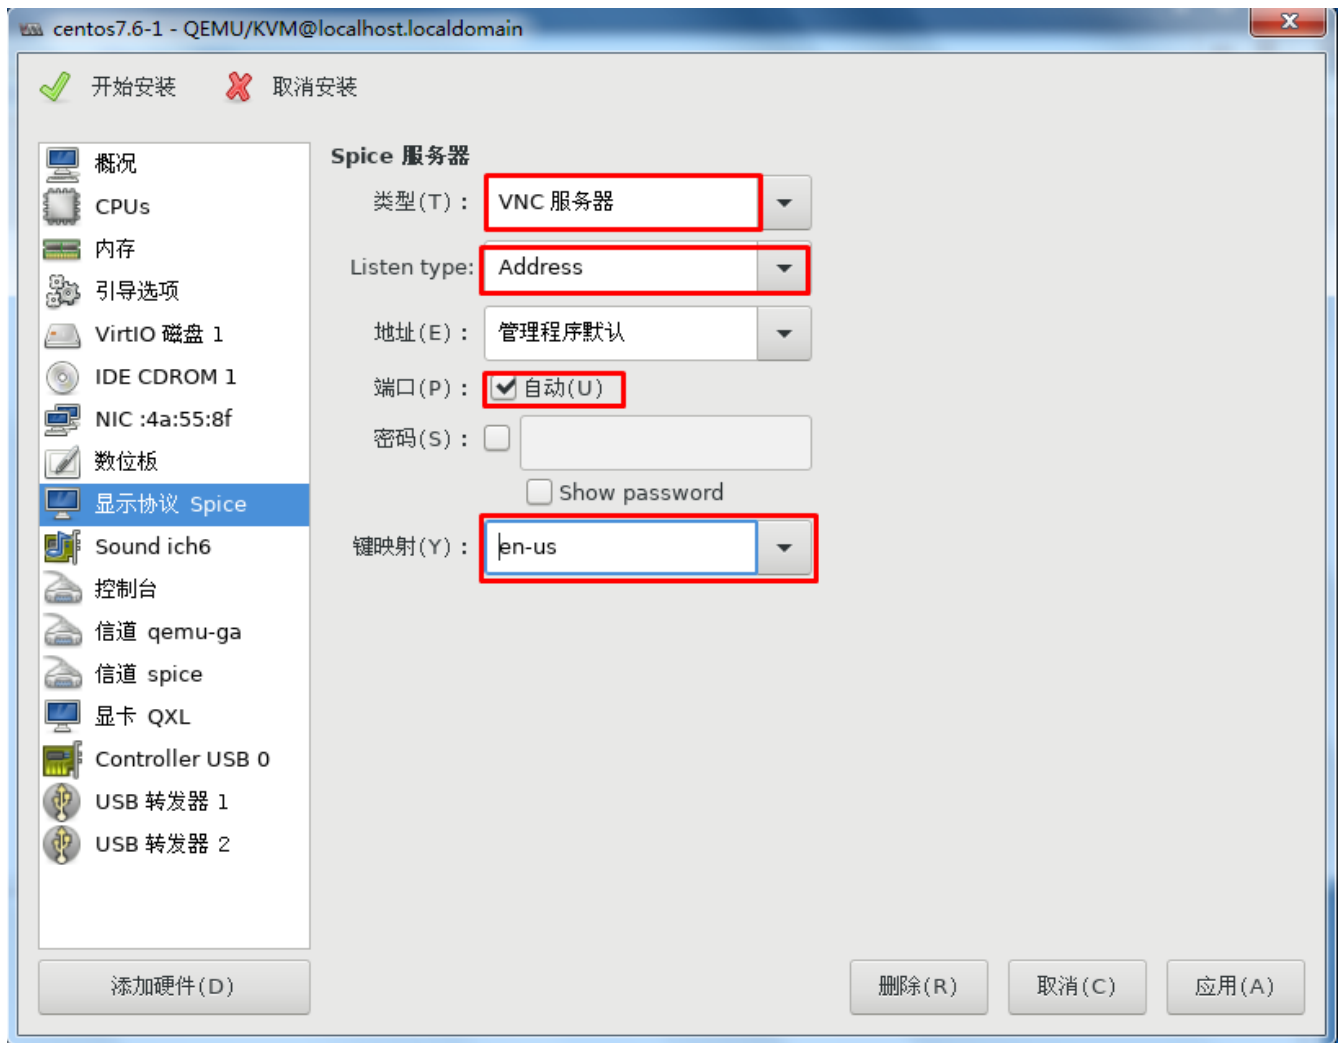 centos7.6-1 - QEMU/KVM@localhost.localdomain
开始安装 取消安装
概况
CPUs
内存
引导选项
VirtIO 磁盘 1
IDE CDROM 1
NIC :4a:55:8f
数位板
显示协议 Spice
Sound ich6
控制台
信道 qemu-ga
信道 spice
显卡 QXL
Controller USB 0
USB 转发器 1
USB 转发器 2
添加硬件(D)
Spice 服务器
类型(T)： VNC 服务器
Listen type: Address
地址(E)： 管理程序默认
端口(P)： 自动(U)
密码(S)：
Show password
键映射(Y)： en-us
删除(R) 取消(C) 应用(A)